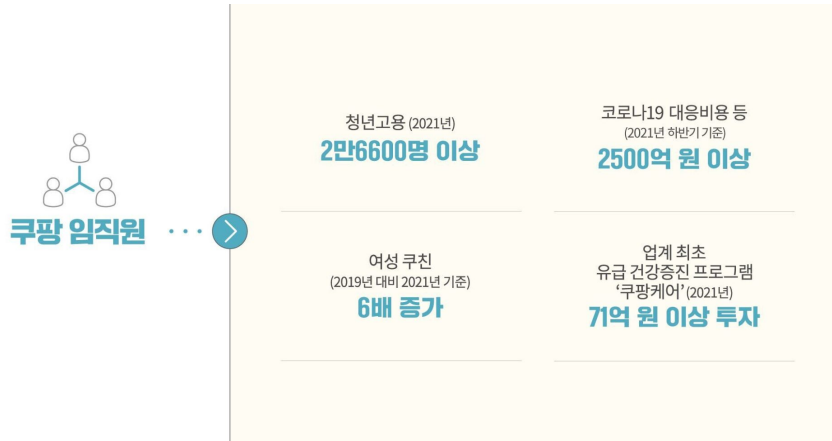 쿠팡 임직원
청년고용 (2021년)
2만6600명 이상
코로나19 대응비용 등
(2021년 하반기 기준)
2500억 원 이상
여성 쿠친
(2019년 대비 2021년 기준)
6배 증가
업계 최초
유급 건강증진 프로그램
‘쿠팡케어’(2021년)
71억 원 이상 투자